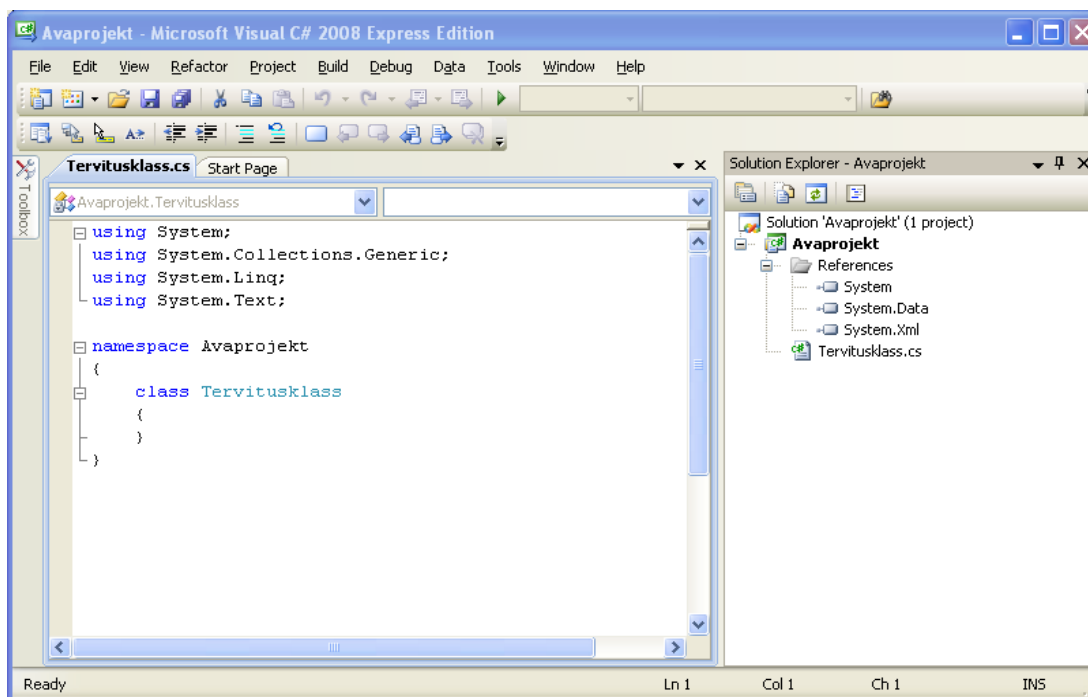 Avaprojekt - Microsoft Visual C# 2008 Express Edition
File Edit View Refactor Project Build Debug Data Tools Window Help
Toolbox
Tervitusklass.cs Start Page
Avaprojekt.Tervitusklass
using System;
using System.Collections.Generic;
using System.Linq;
using System.Text;
namespace Avaprojekt
{
class Tervitusklass
{
}
}
Solution Explorer - Avaprojekt
Solution 'Avaprojekt' (1 project)
Avaprojekt
References
System
System.Data
System.Xml
Tervitusklass.cs
Ready Ln 1 Col 1 Ch 1 INS